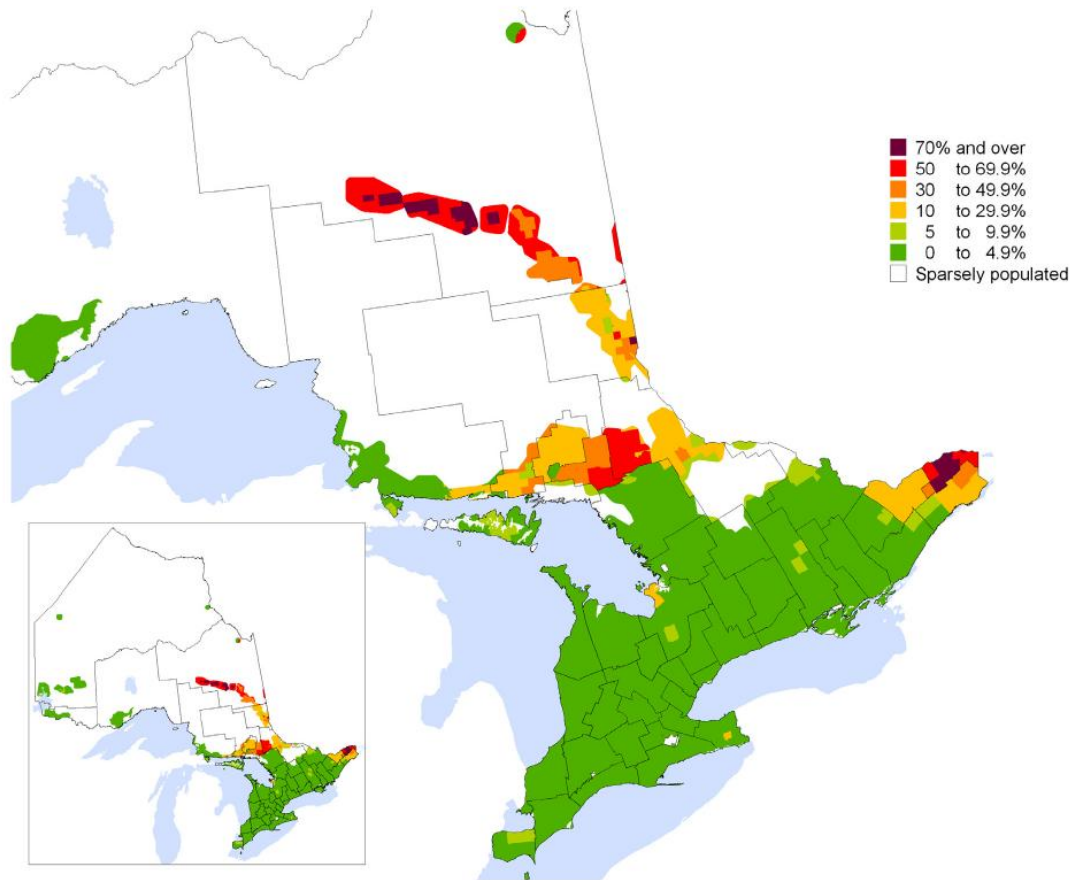 70% and over
50 to 69.9%
30 to 49.9%
10 to 29.9%
5 to 9.9%
0 to 4.9%
Sparsely populated